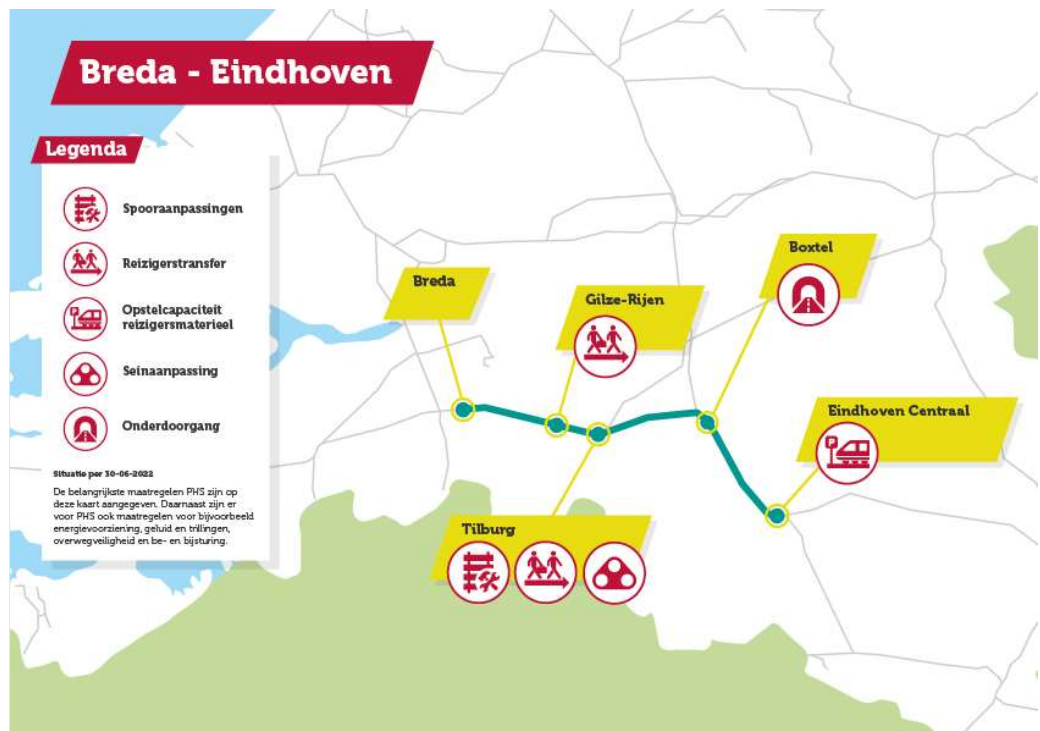 Breda - Eindhoven
Legenda
Spooraanpassingen
Reizigerstransfer
Opstelcapaciteit
reizigersmaterieel
Seinaanpassing
Onderdoorgang
Situatie per 30-06-2022
De belangrijkste maatregelen PHS zijn op
deze kaart aangegeven. Daarnaast zijn er
voor PHS ook maatregelen voor bijvoorbeeld
energievoorziening, geluid en trillingen,
overwegveiligheid en be- en bijsturing.
Breda
Gilze-Rijen
Boxtel
Eindhoven Centraal
P
Tilburg
P